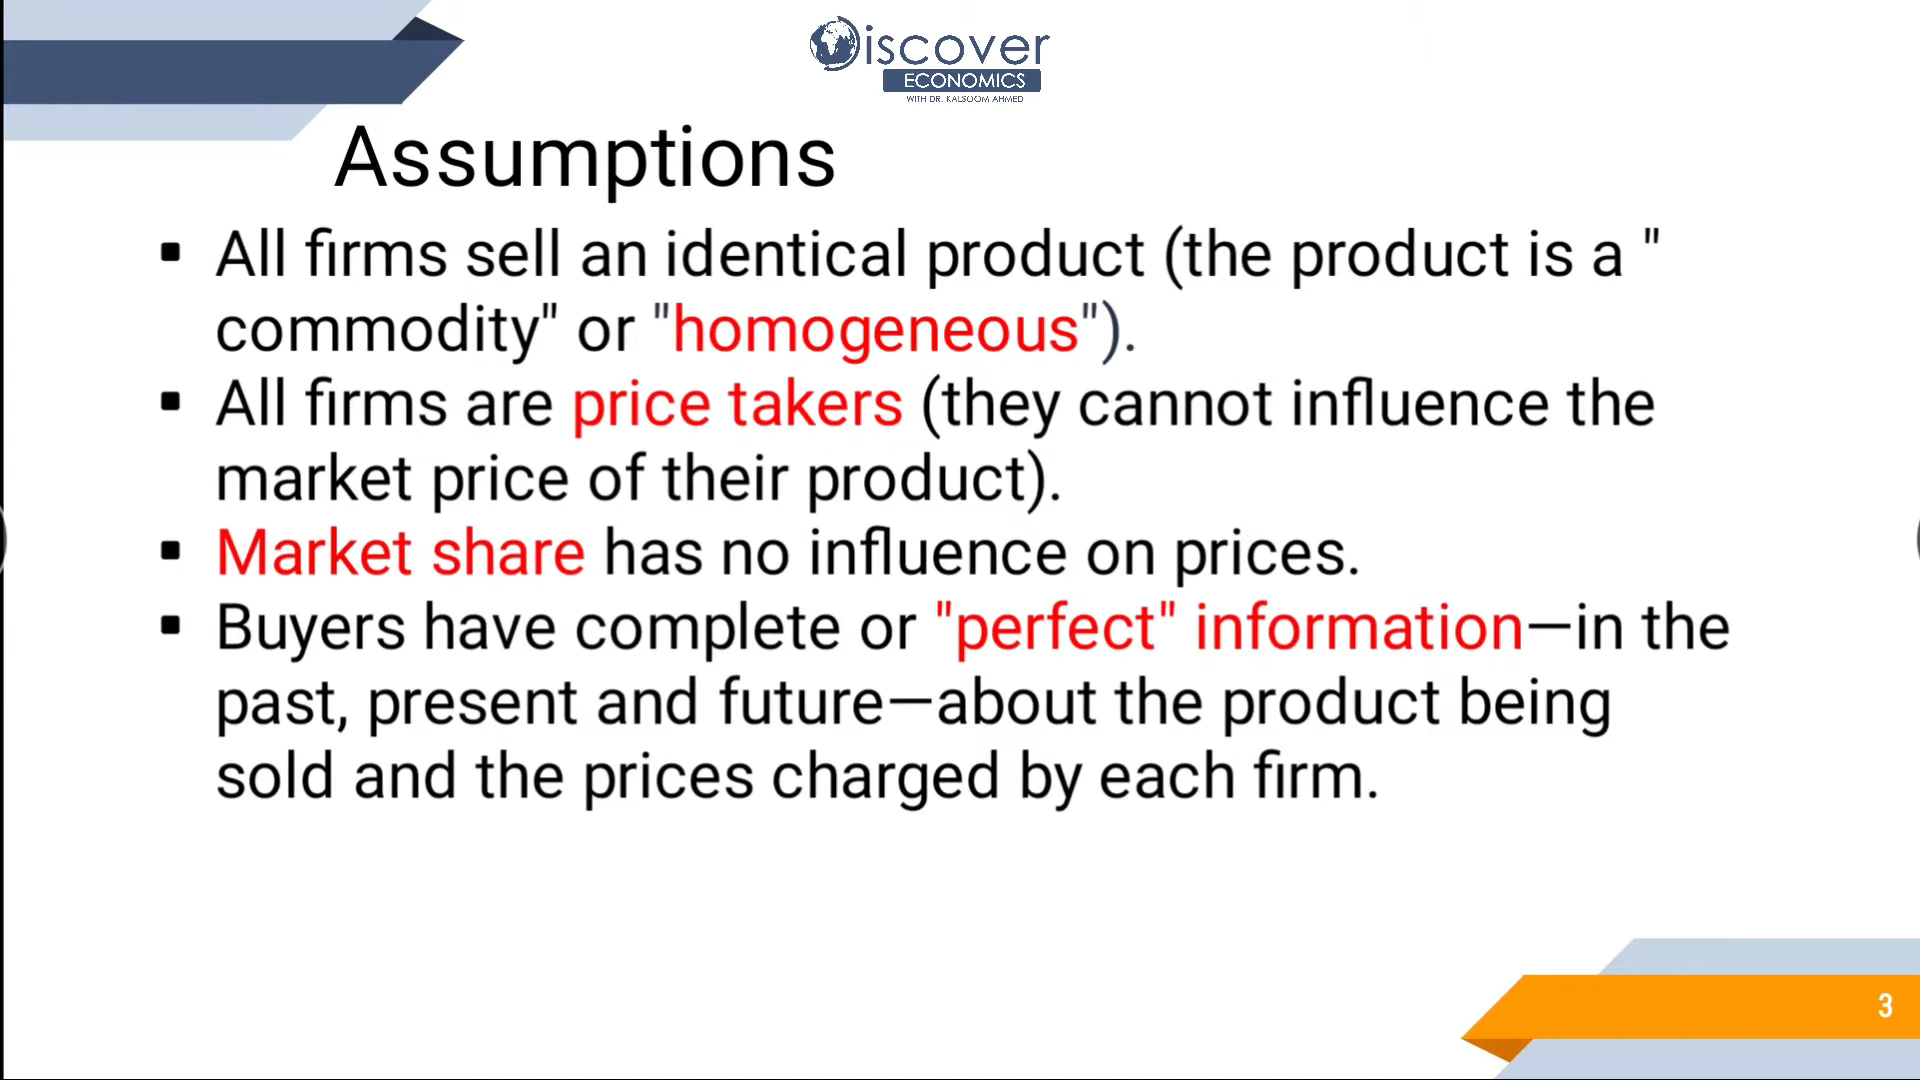 Discover
ECONOMICS
WITH DR. KALSOOM AHMED
Assumptions
▪ All firms sell an identical product (the product is a "
commodity" or "homogeneous").
▪ All firms are price takers (they cannot influence the
market price of their product).
▪ Market share has no influence on prices.
▪ Buyers have complete or "perfect" information—in the
past, present and future—about the product being
sold and the prices charged by each firm.
3